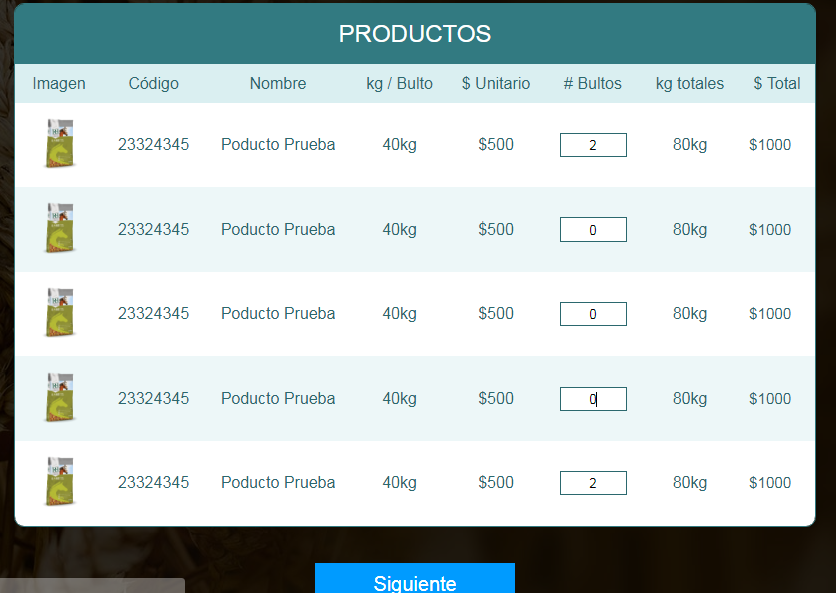 PRODUCTOS
Imagen Código Nombre kg / Bulto $ Unitario # Bultos kg totales $ Total
23324345 Poducto Prueba 40kg $500 2 80kg $1000
23324345 Poducto Prueba 40kg $500 0 80kg $1000
23324345 Poducto Prueba 40kg $500 0 80kg $1000
23324345 Poducto Prueba 40kg $500 0 80kg $1000
23324345 Poducto Prueba 40kg $500 2 80kg $1000
Siguiente